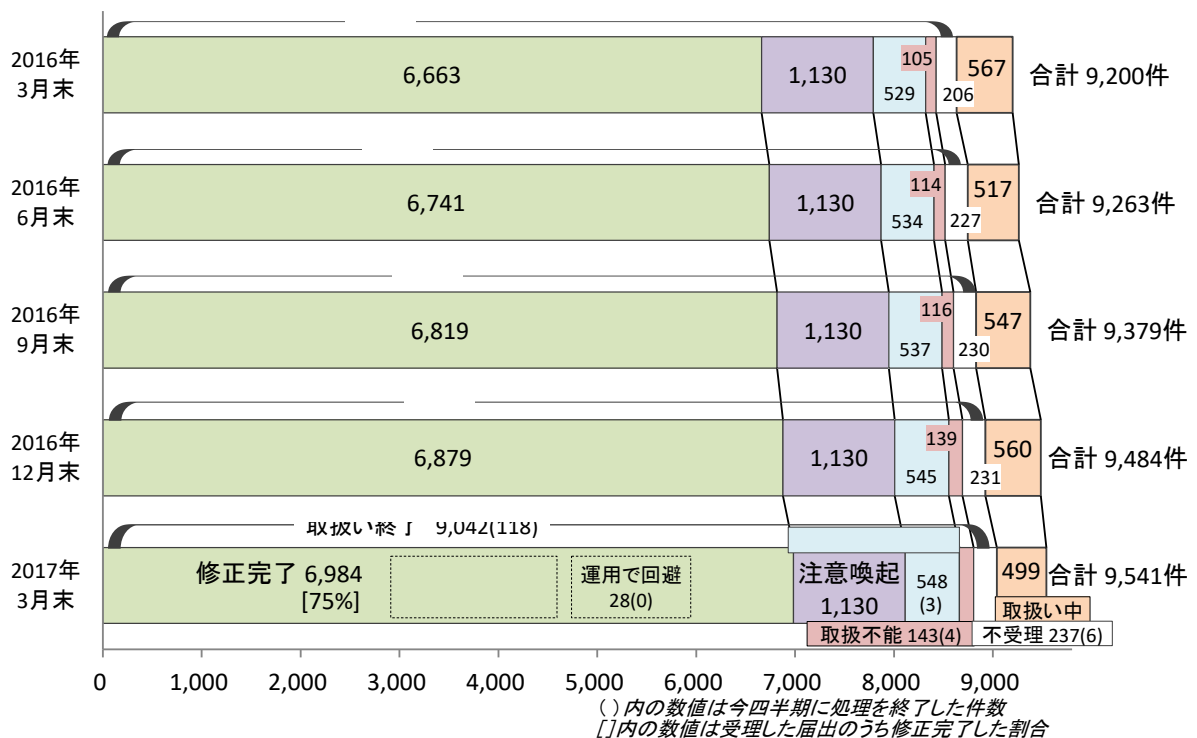 2016年
3月末
6,663
1,130
529
105
206
567
合計 9,200件
2016年
6月末
6,741
1,130
534
114
227
517
合計 9,263件
2016年
9月末
6,819
1,130
537
116
230
547
合計 9,379件
2016年
12月末
6,879
1,130
545
139
231
560
合計 9,484件
取扱い終了 9,042(118)
2017年
3月末
修正完了 6,984
[75%]
運用で回避
28(0)
注意喚起
1,130
548
(3)
499
合計 9,541件
取扱い中
取扱不能 143(4)
不受理 237(6)
0 1,000 2,000 3,000 4,000 5,000 6,000 7,000 8,000 9,000
( )内の数値は今四半期に処理を終了した件数
[]内の数値は受理した届出のうち修正完了した割合